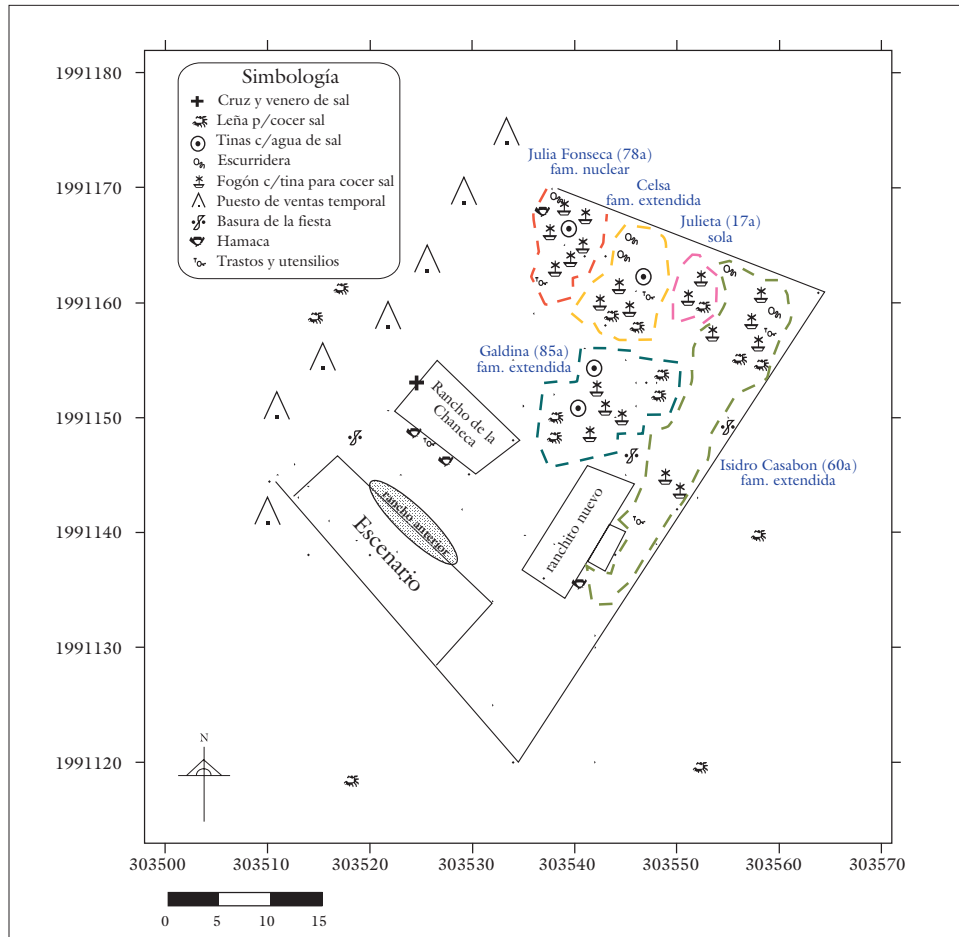 Simbología
Cruz y venero de sal
Leña p/cocer sal
Tinas c/agua de sal
Escurridera
Fogón c/tina para cocer sal
Puesto de ventas temporal
Basura de la fiesta
Hamaca
Trastos y utensilios
Julia Fonseca (78a)
fam. nuclear
Celsa
fam. extendida
Julieta (17a)
sola
Galdina (85a)
fam. extendida
Isidro Casabon (60a)
fam. extendida
Rancho de la
Chaneca
rancho anterior
Escenario
ranchito nuevo
N
1991180
1991170
1991160
1991150
1991140
1991130
1991120
303500 303510 303520 303530 303540 303550 303560 303570
0 5 10 15